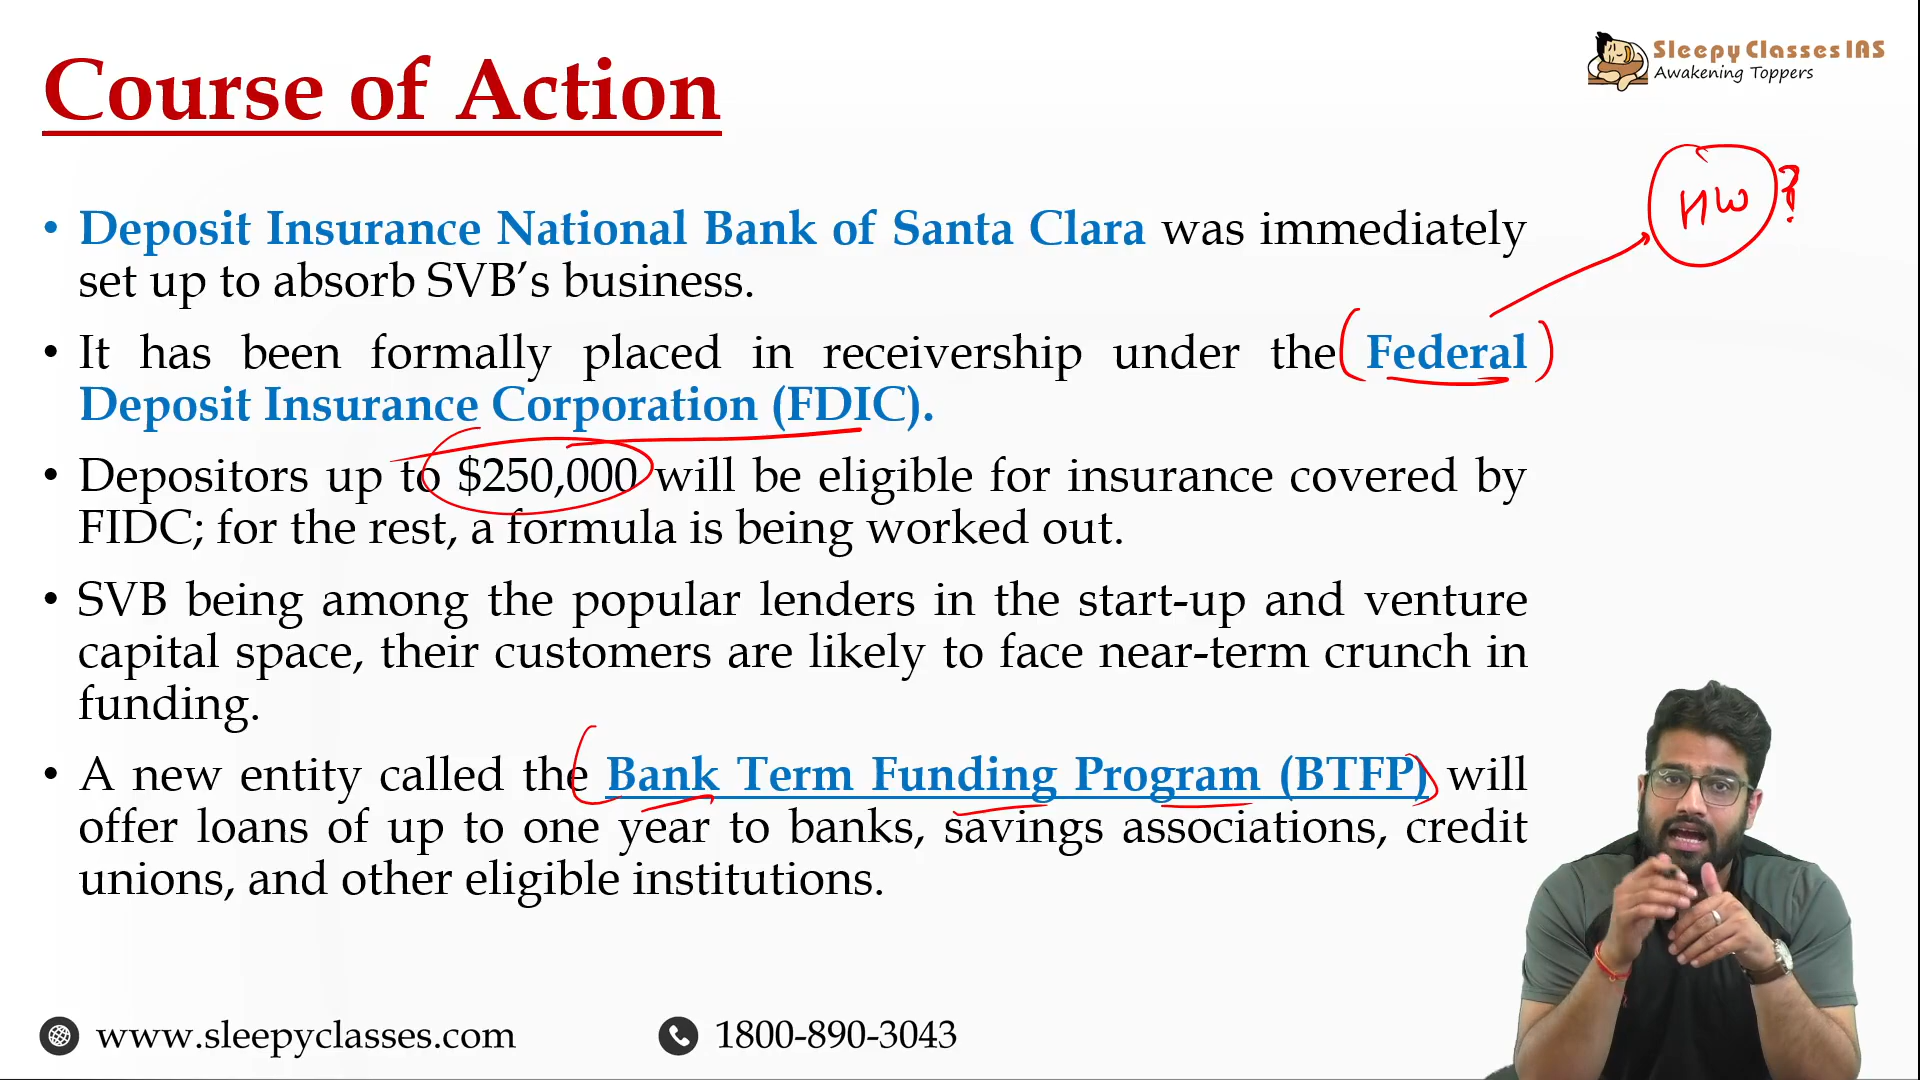 Course of Action
Sleepy Classes IAS
Awakening Toppers
HW?
• Deposit Insurance National Bank of Santa Clara was immediately
set up to absorb SVB’s business.
• It has been formally placed in receivership under the Federal
Deposit Insurance Corporation (FDIC).
• Depositors up to $250,000 will be eligible for insurance covered by
FIDC; for the rest, a formula is being worked out.
• SVB being among the popular lenders in the start-up and venture
capital space, their customers are likely to face near-term crunch in
funding.
• A new entity called the Bank Term Funding Program (BTFP) will
offer loans of up to one year to banks, savings associations, credit
unions, and other eligible institutions.
www.sleepyclasses.com
1800-890-3043